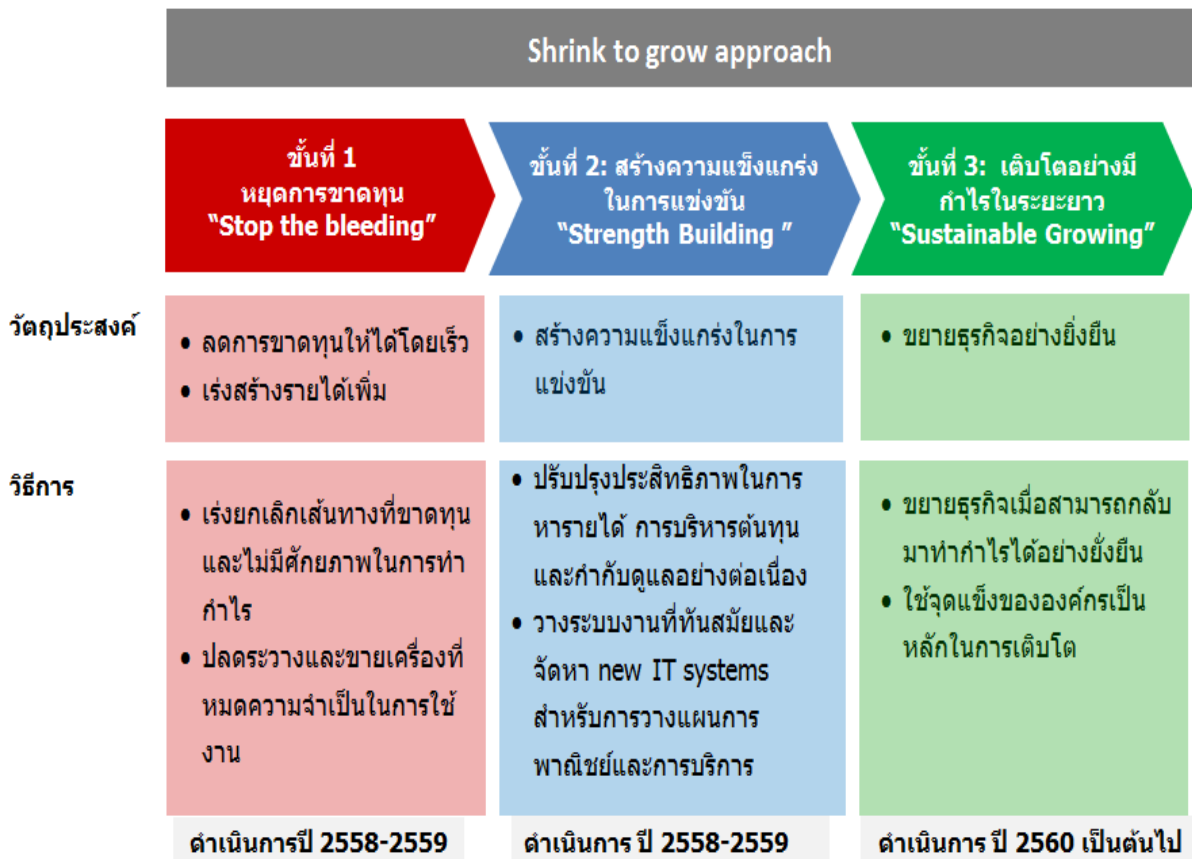 Shrink to grow approach
ขั้นที่ 1
หยุดการขาดทุน
“Stop the bleeding”
ขั้นที่ 2: สร้างความแข็งแกร่ง
ในการแข่งขัน
“Strength Building ”
ขั้นที่ 3: เติบโตอย่างมี
กำไรในระยะยาว
“Sustainable Growing”
วัตถุประสงค์
• ลดการขาดทุนให้ได้โดยเร็ว
• เร่งสร้างรายได้เพิ่ม
• สร้างความแข็งแกร่งในการ
แข่งขัน
• ขยายธุรกิจอย่างยิ่งยืน
วิธีการ
• เร่งยกเลิกเส้นทางที่ขาดทุน
และไม่มีศักยภาพในการทำ
กำไร
• ปลดระวางและขายเครื่องที่
หมดความจำเป็นในการใช้
งาน
• ปรับปรุงประสิทธิภาพในการ
หารายได้ การบริหารต้นทุน
และกำกับดูแลอย่างต่อเนื่อง
• วางระบบงานที่ทันสมัยและ
จัดหา new IT systems
สำหรับการวางแผนการ
พาณิชย์และการบริการ
• ขยายธุรกิจเมื่อสามารถกลับ
มาทำกำไรได้อย่างยั่งยืน
• ใช้จุดแข็งขององค์กรเป็น
หลักในการเติบโต
ดำเนินการปี 2558-2559
ดำเนินการ ปี 2558-2559
ดำเนินการ ปี 2560 เป็นต้นไป